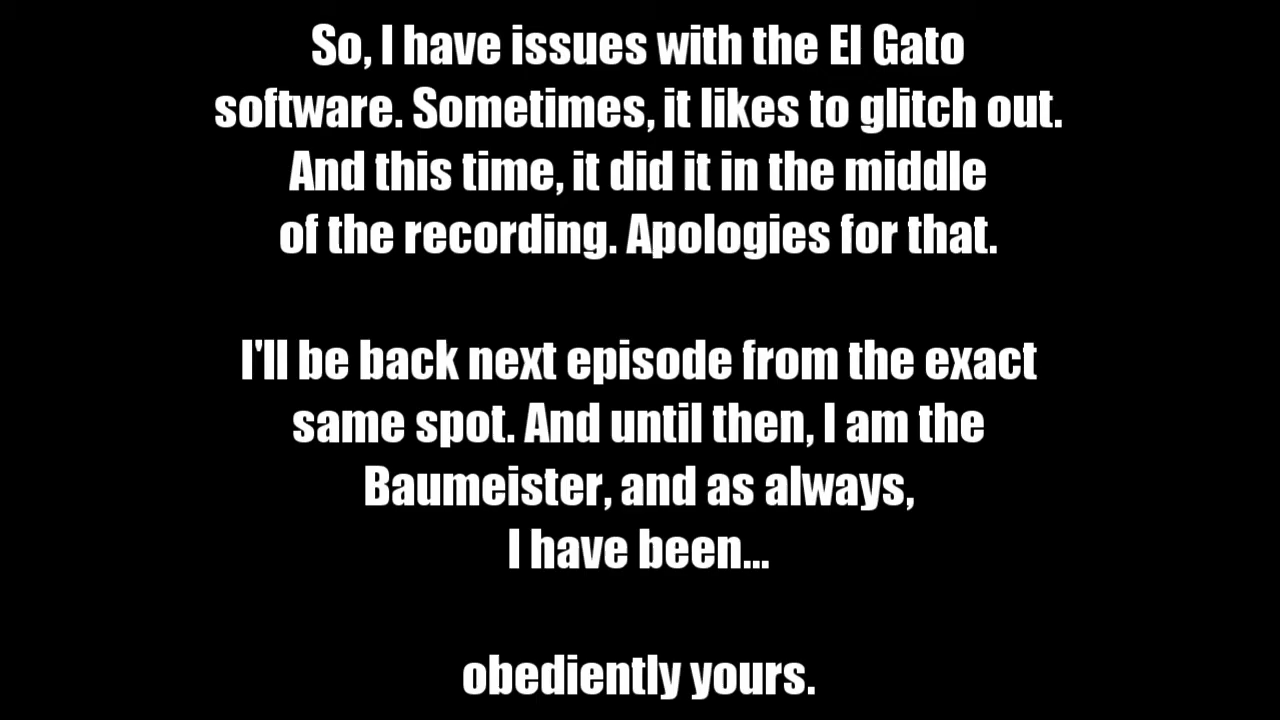 So, I have issues with the El Gato
software. Sometimes, it likes to glitch out.
And this time, it did it in the middle
of the recording. Apologies for that.
I'll be back next episode from the exact
same spot. And until then, I am the
Baumeister, and as always,
I have been...
obediently yours.